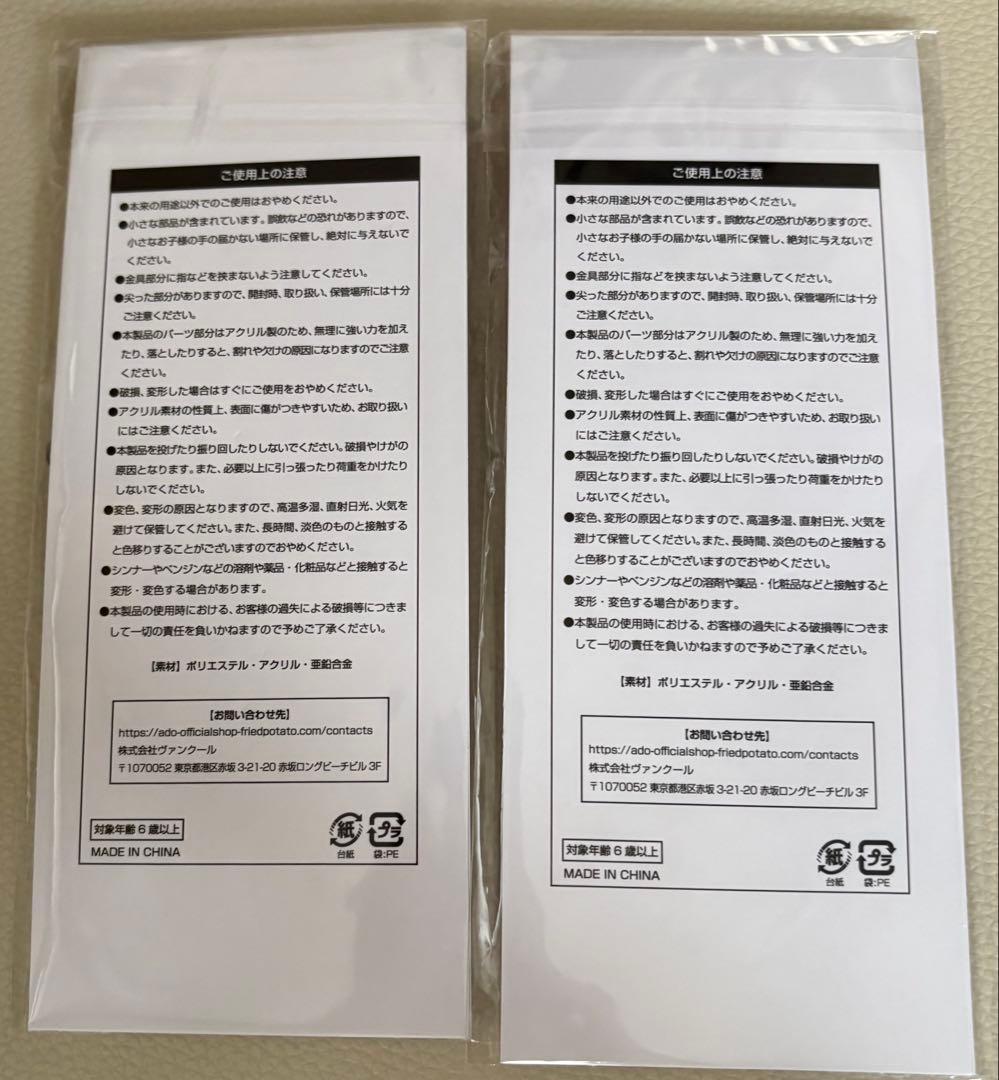 ご使用上の注意
●本来の用途以外でのご使用はおやめください。
●小さな部品が含まれています。誤飲などの恐れがありますので、
小さなお子様の手の届かない場所に保管し、絶対に与えないで
ください。
●金具部分に指などを挟まないよう注意してください。
●尖った部分がありますので、開封時、取り扱い、保管場所には十分
ご注意ください。
●本製品のパーツ部分はアクリル製のため、無理に強い力を加え
たり、落としたりすると、割れや欠けの原因になりますのでご注意
ください。
●破損、変形した場合はすぐにご使用をおやめください。
●アクリル素材の性質上、表面に傷がつきやすいため、お取り扱い
にはご注意ください。
●本製品を投げたり振り回したりしないでください。破損やけがの
原因となります。また、必要以上に引っ張ったり荷重をかけたり
しないでください。
●変色、変形の原因となりますので、高温多湿、直射日光、火気を
避けて保管してください。また、長時間、淡色のものと接触する
と色移りすることがございますのでおやめください。
●シンナーやベンジンなどの溶剤や薬品・化粧品などと接触すると
変形・変色する場合があります。
●本製品の使用時における、お客様の過失による破損等につきま
して一切の責任を負いかねますので予めご了承ください。
【素材】ポリエステル・アクリル・亜鉛合金
【お問い合わせ先】
https://ado-officialshop-friedpotato.com/contacts
株式会社ヴァンクール
〒1070052 東京都港区赤坂 3-21-20 赤坂ロングビーチビル 3F
対象年齢 6 歳以上
MADE IN CHINA
紙
台紙
プラ
袋:PE
ご使用上の注意
●本来の用途以外でのご使用はおやめください。
●小さな部品が含まれています。誤飲などの恐れがありますので、
小さなお子様の手の届かない場所に保管し、絶対に与えないで
ください。
●金具部分に指などを挟まないよう注意してください。
●尖った部分がありますので、開封時、取り扱い、保管場所には十分
ご注意ください。
●本製品のパーツ部分はアクリル製のため、無理に強い力を加え
たり、落としたりすると、割れや欠けの原因になりますのでご注意
ください。
●破損、変形した場合はすぐにご使用をおやめください。
●アクリル素材の性質上、表面に傷がつきやすいため、お取り扱い
にはご注意ください。
●本製品を投げたり振り回したりしないでください。破損やけがの
原因となります。また、必要以上に引っ張ったり荷重をかけたり
しないでください。
●変色、変形の原因となりますので、高温多湿、直射日光、火気を
避けて保管してください。また、長時間、淡色のものと接触する
と色移りすることがございますのでおやめください。
●シンナーやベンジンなどの溶剤や薬品・化粧品などと接触すると
変形・変色する場合があります。
●本製品の使用時における、お客様の過失による破損等につきま
して一切の責任を負いかねますので予めご了承ください。
【素材】ポリエステル・アクリル・亜鉛合金
【お問い合わせ先】
https://ado-officialshop-friedpotato.com/contacts
株式会社ヴァンクール
〒1070052 東京都港区赤坂 3-21-20 赤坂ロングビーチビル 3F
対象年齢 6 歳以上
MADE IN CHINA
紙
台紙
プラ
袋:PE